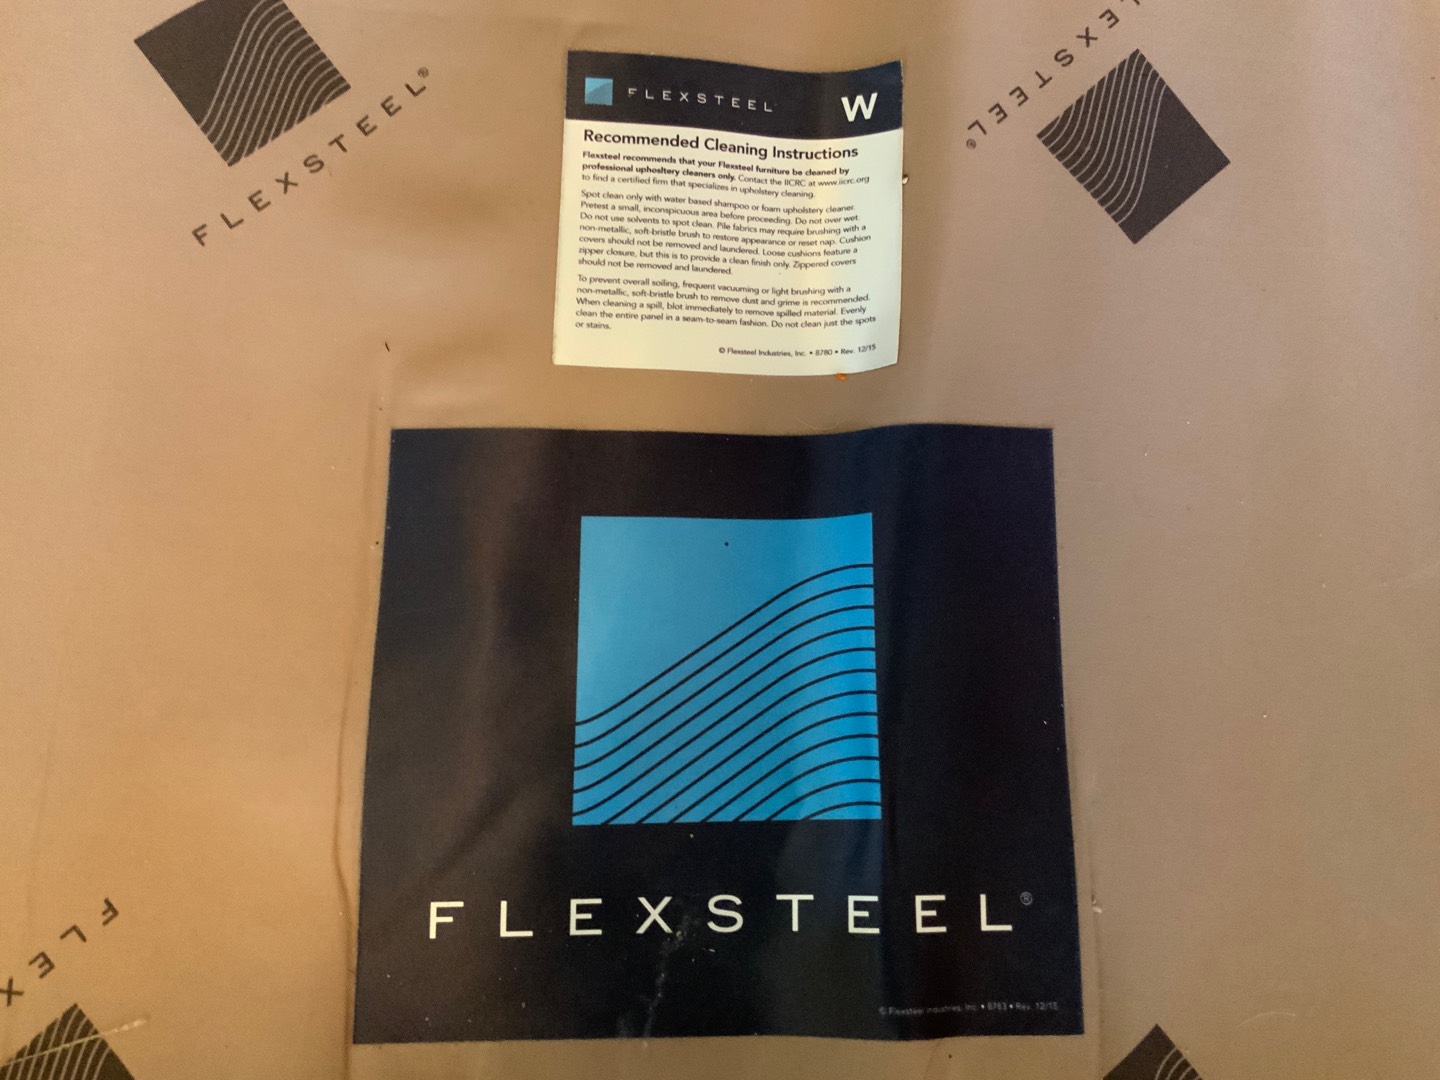 FLEXSTEEL®
FLEXSTEEL®
FLEXSTEEL
W
Recommended Cleaning Instructions
Flexsteel recommends that your Flexsteel furniture be cleaned by
professional uphosltery cleaners only. Contact the IICRC at www.iicrc.org
to find a certified firm that specializes in upholstery cleaning.
Spot clean only with water based shampoo or foam upholstery cleaner.
Pretest a small, inconspicuous area before proceeding. Do not over wet.
Do not use solvents to spot clean. Pile fabrics may require brushing with a
non-metallic, soft-bristle brush to restore appearance or reset nap. Cushion
covers should not be removed and laundered. Loose cushions feature a
zipper closure, but this is to provide a clean finish only. Zippered covers
should not be removed and laundered.
To prevent overall soiling, frequent vacuuming or light brushing with a
non-metallic, soft-bristle brush to remove dust and grime is recommended.
When cleaning a spill, blot immediately to remove spilled material. Evenly
clean the entire panel in a seam-to-seam fashion. Do not clean just the spots
or stains.
© Flexsteel Industries, Inc. • 8780 • Rev. 12/15
FLEXSTEEL®
© Flexsteel Industries, Inc. • 8783 • Rev. 12/15
FLEX